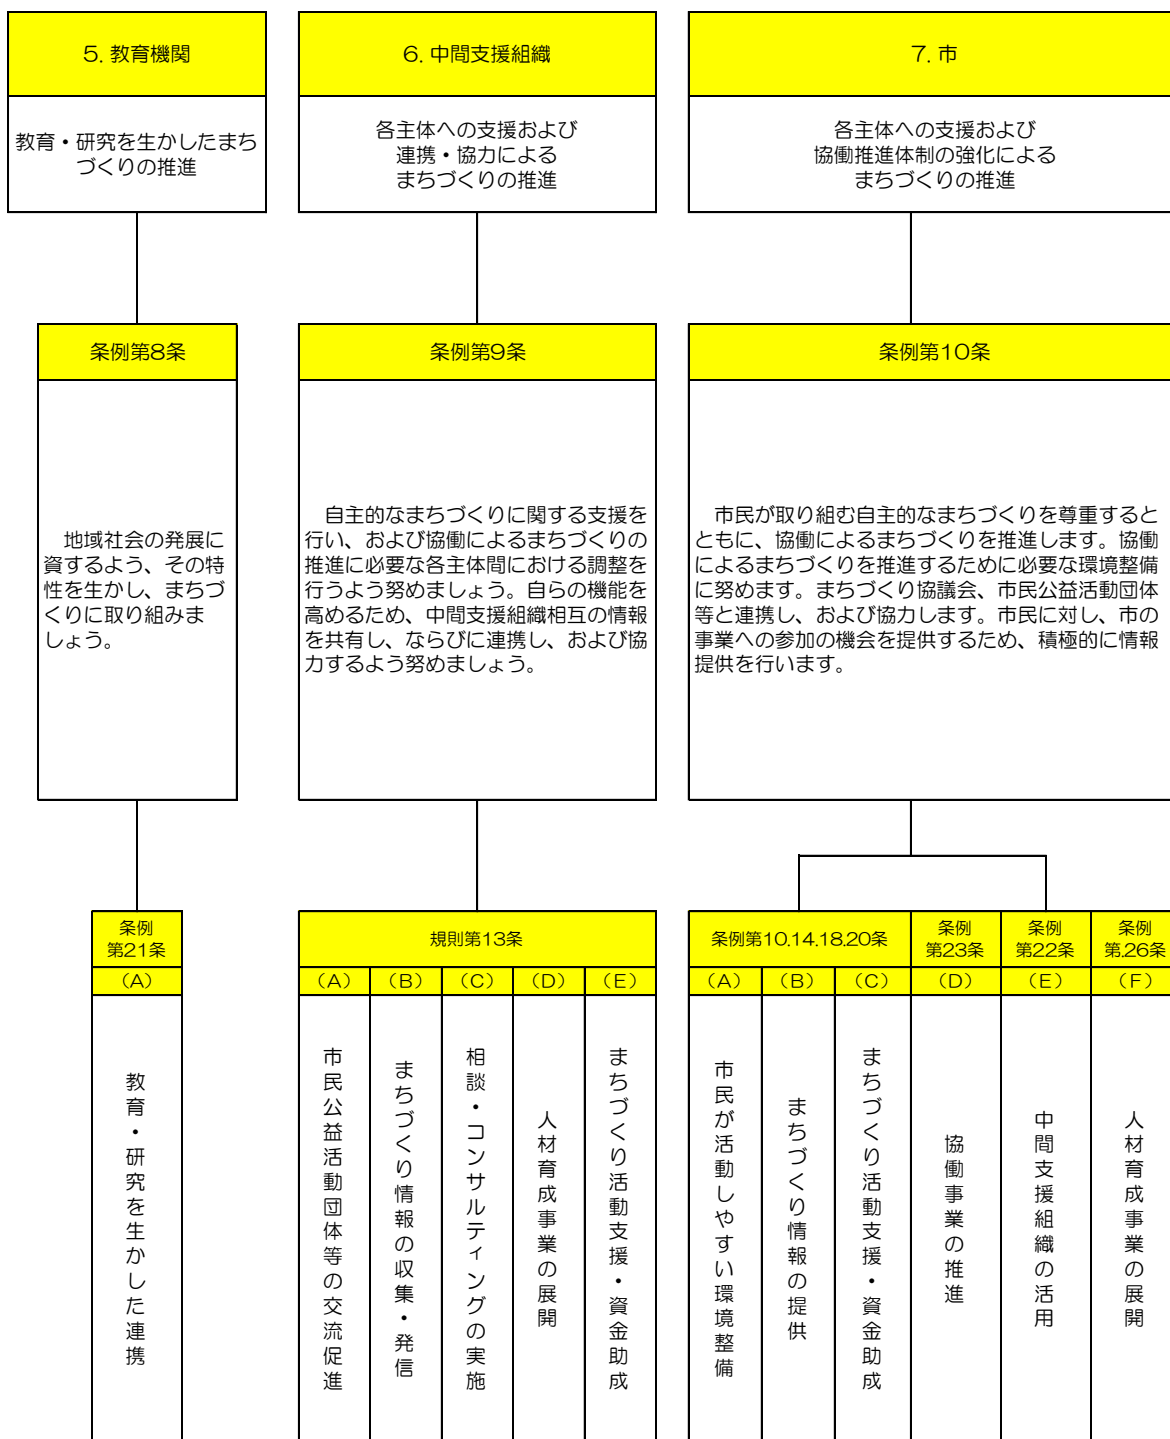 5. 教育機関
教育・研究を生かしたまち
づくりの推進
条例第8条
　地域社会の発展に
資するよう、その特
性を生かし、まちづ
くりに取り組みま
しょう。
条例
第21条
（A）
教育・研究を生かした連携
6. 中間支援組織
各主体への支援および
連携・協力による
まちづくりの推進
条例第9条
　自主的なまちづくりに関する支援を
行い、および協働によるまちづくりの
推進に必要な各主体間における調整を
行うよう努めましょう。自らの機能を
高めるため、中間支援組織相互の情報
を共有し、ならびに連携し、および協
力するよう努めましょう。
規則第13条
（A）
市民公益活動団体等の交流促進
（B）
まちづくり情報の収集・発信
（C）
相談・コンサルティングの実施
（D）
人材育成事業の展開
（E）
まちづくり活動支援・資金助成
7. 市
各主体への支援および
協働推進体制の強化による
まちづくりの推進
条例第10条
　市民が取り組む自主的なまちづくりを尊重すると
ともに、協働によるまちづくりを推進します。協働
によるまちづくりを推進するために必要な環境整備
に努めます。まちづくり協議会、市民公益活動団体
等と連携し、および協力します。市民に対し、市の
事業への参加の機会を提供するため、積極的に情報
提供を行います。
条例第10,14,18,20条
（A）
市民が活動しやすい環境整備
（B）
まちづくり情報の提供
（C）
まちづくり活動支援・資金助成
条例
第23条
（D）
協働事業の推進
条例
第22条
（E）
中間支援組織の活用
条例
第.26条
（F）
人材育成事業の展開